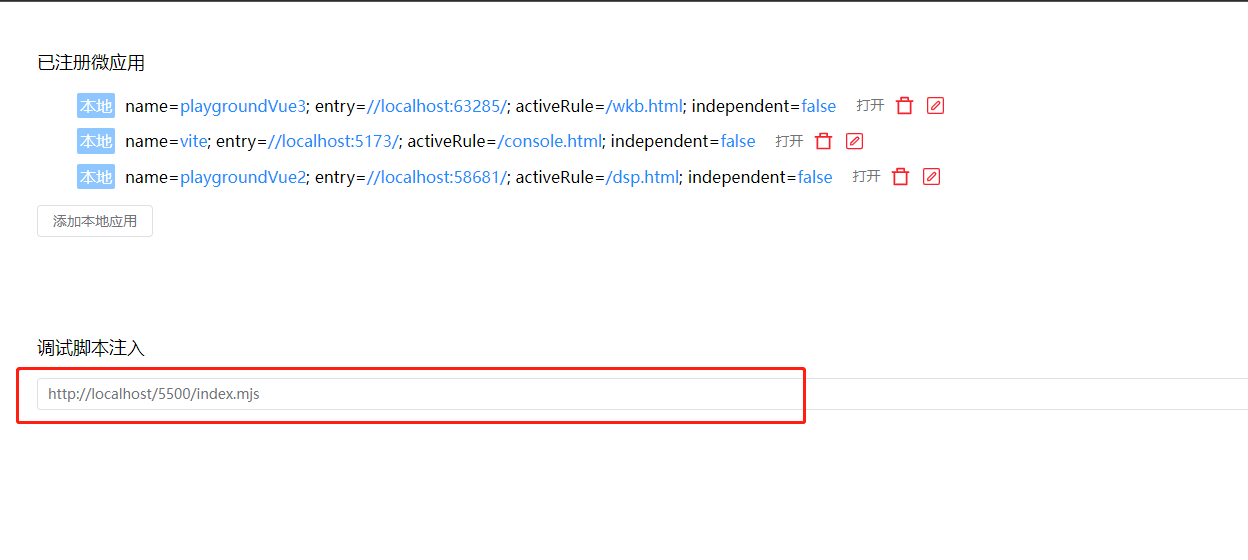 已注册微应用
本地 name=playgroundVue3; entry=//localhost:63285/; activeRule=/wkb.html; independent=false 打开
本地 name=vite; entry=//localhost:5173/; activeRule=/console.html; independent=false 打开
本地 name=playgroundVue2; entry=//localhost:58681/; activeRule=/dsp.html; independent=false 打开
添加本地应用
调试脚本注入
http://localhost/5500/index.mjs